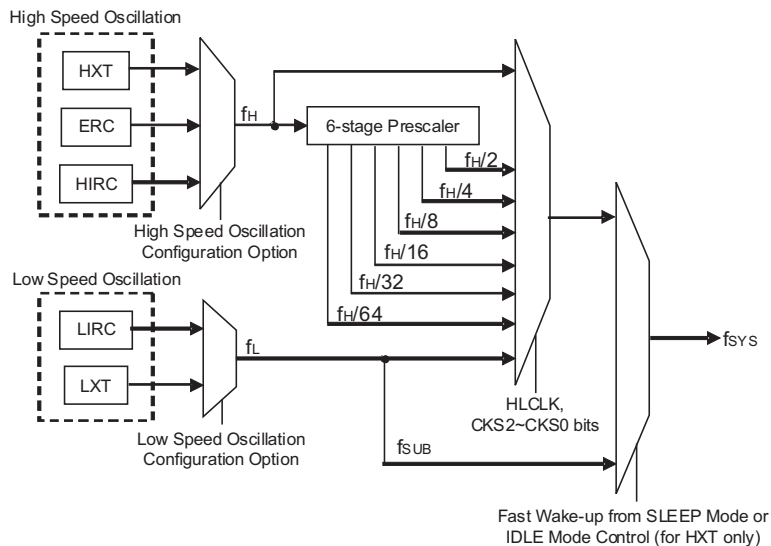 High Speed Oscillation
HXT
ERC
HIRC
fH
6-stage Prescaler
fH/2
fH/4
fH/8
fH/16
fH/32
fH/64
High Speed Oscillation
Configuration Option
Low Speed Oscillation
LIRC
LXT
fL
fSUB
Low Speed Oscillation
Configuration Option
HLCLK,
CKS2~CKS0 bits
fSYS
Fast Wake-up from SLEEP Mode or
IDLE Mode Control (for HXT only)